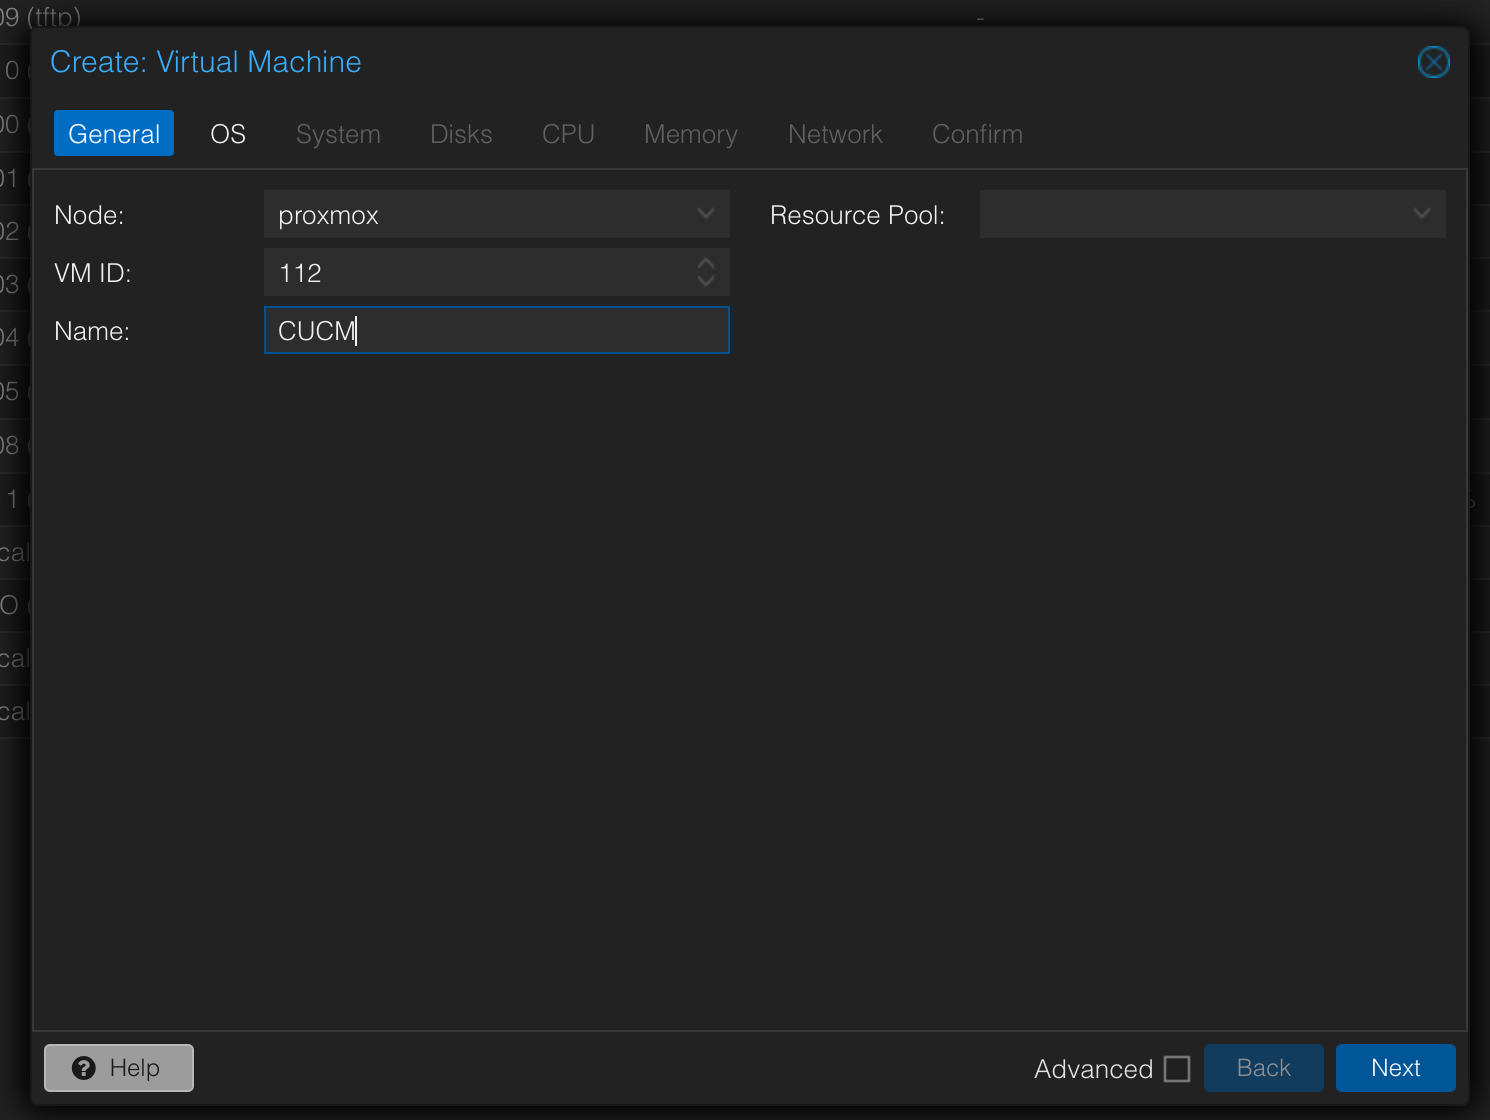 09 (tftp)
-
Create: Virtual Machine
General OS System Disks CPU Memory Network Confirm
Node: proxmox Resource Pool:
VM ID: 112
Name: CUCM
Help Advanced Back Next